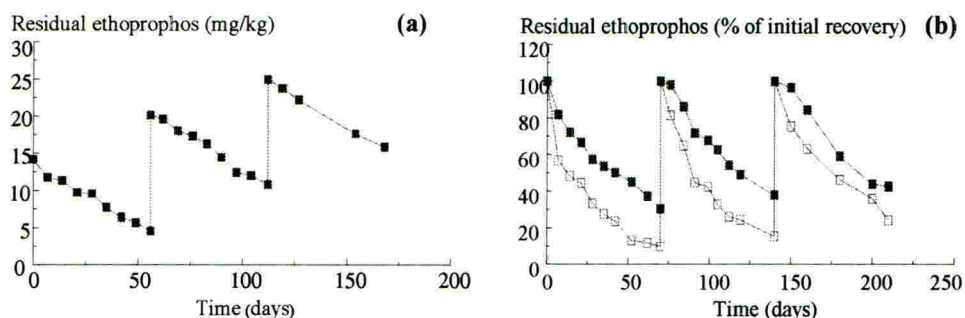 Residual ethoprophos (mg/kg) (a)
30
25
20
15
10
5
0
0 50 100 150 200
Time (days)
Residual ethoprophos (% of initial recovery) (b)
120
100
80
60
40
20
0
0 50 100 150 200 250
Time (days)